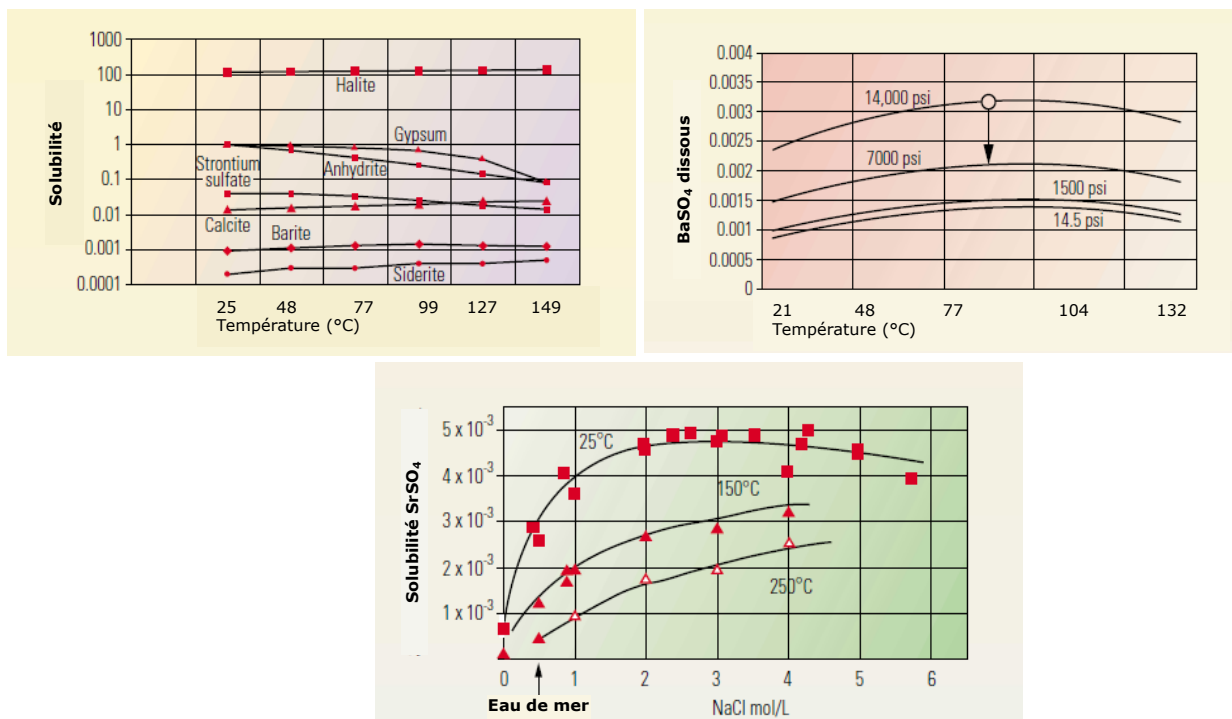 Solubilité
1000
100
10
1
0.1
0.01
0.001
0.0001
Halite
Gypsum
Strontium
sulfate
Anhydrite
Calcite
Barite
Siderite
25 48 77 99 127 149
Température (°C)
BaSO₄ dissous
0.004
0.0035
0.003
0.0025
0.002
0.0015
0.001
0.0005
0
14,000 psi
7000 psi
1500 psi
14.5 psi
21 48 77 104 132
Température (°C)
Solubilité SrSO₄
5 x 10⁻³
4 x 10⁻³
3 x 10⁻³
2 x 10⁻³
1 x 10⁻³
25°C
150°C
250°C
0 1 2 3 4 5 6
Eau de mer
NaCl mol/L